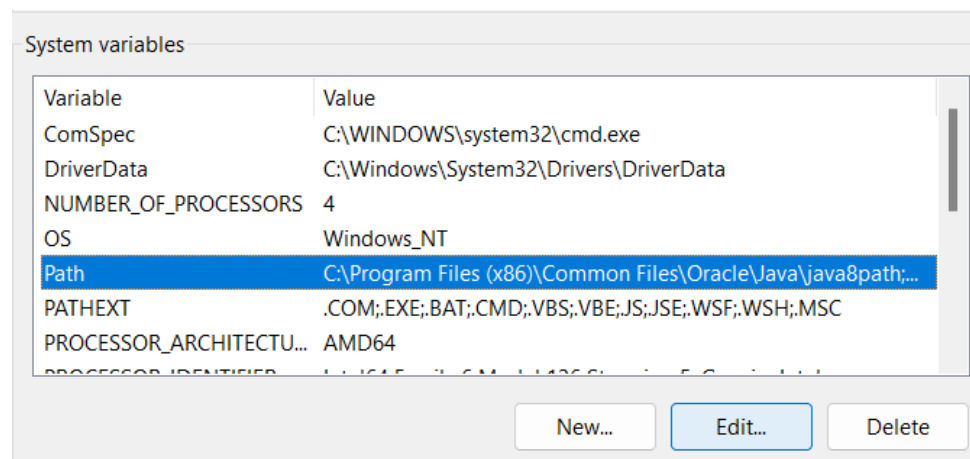 System variables
Variable Value
ComSpec C:\WINDOWS\system32\cmd.exe
DriverData C:\Windows\System32\Drivers\DriverData
NUMBER_OF_PROCESSORS 4
OS Windows_NT
Path C:\Program Files (x86)\Common Files\Oracle\Java\java8path;...
PATHEXT .COM;.EXE;.BAT;.CMD;.VBS;.VBE;.JS;.JSE;.WSF;.WSH;.MSC
PROCESSOR_ARCHITECTU... AMD64
New... Edit... Delete